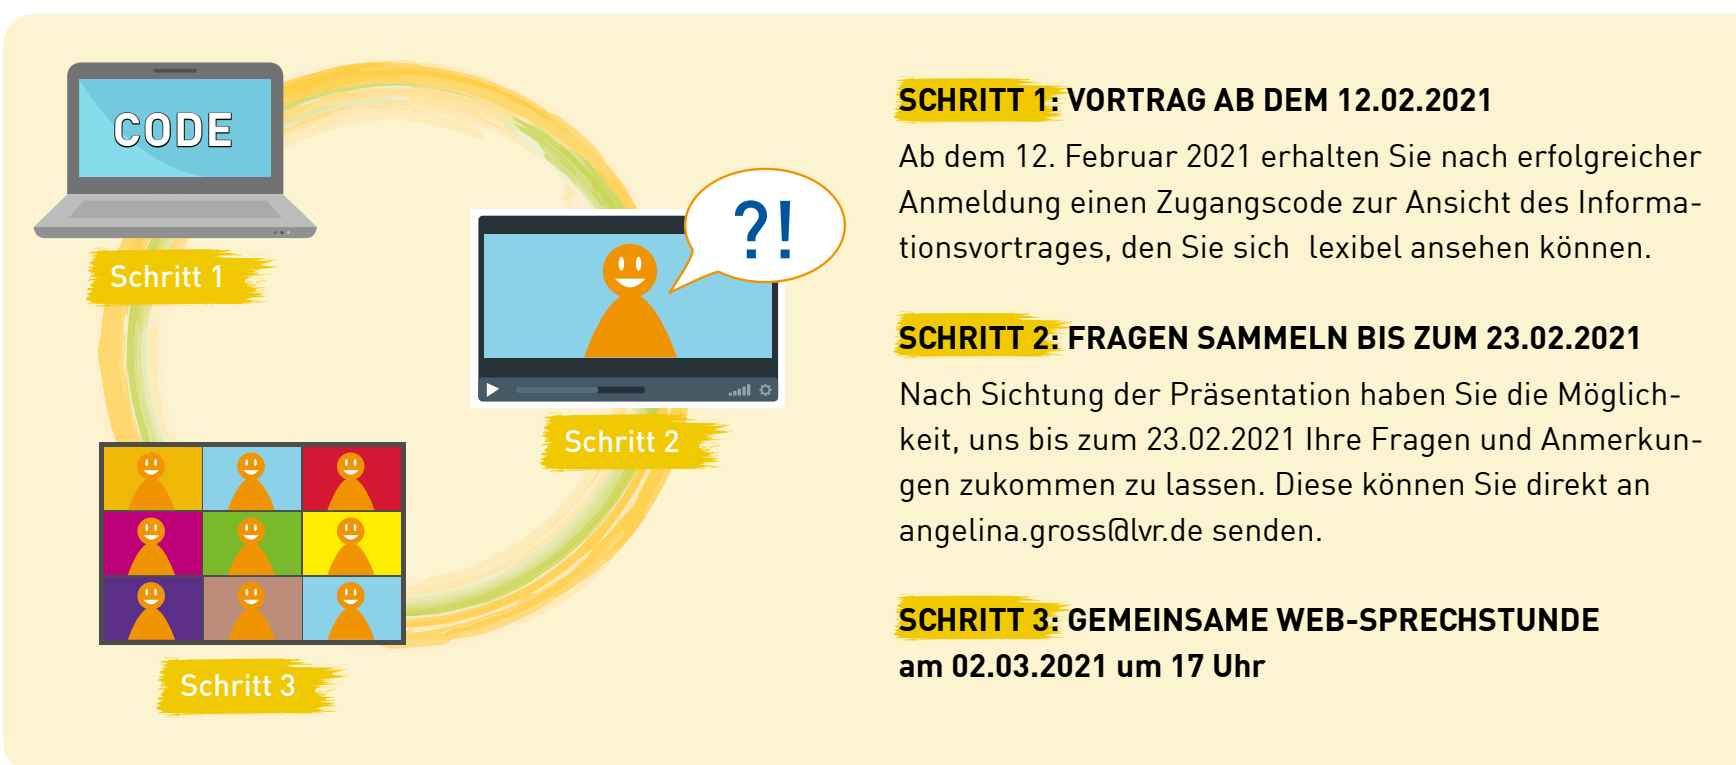 CODE
Schritt 1
?!
Schritt 2
Schritt 3
SCHRITT 1: VORTRAG AB DEM 12.02.2021
Ab dem 12. Februar 2021 erhalten Sie nach erfolgreicher
Anmeldung einen Zugangscode zur Ansicht des Informa-
tionsvortrages, den Sie sich lexibel ansehen können.
SCHRITT 2: FRAGEN SAMMELN BIS ZUM 23.02.2021
Nach Sichtung der Präsentation haben Sie die Möglich-
keit, uns bis zum 23.02.2021 Ihre Fragen und Anmerkun-
gen zukommen zu lassen. Diese können Sie direkt an
angelina.gross@lvr.de senden.
SCHRITT 3: GEMEINSAME WEB-SPRECHSTUNDE
am 02.03.2021 um 17 Uhr